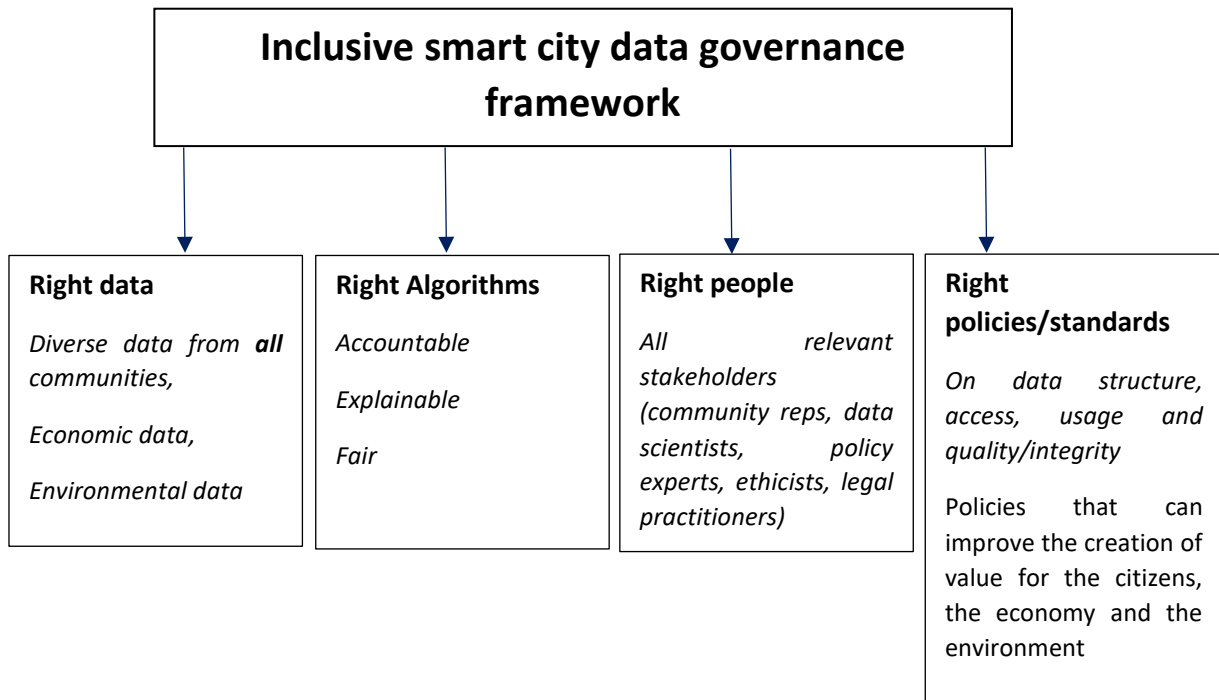 Inclusive smart city data governance
framework
Right data
Diverse data from all
communities,
Economic data,
Environmental data
Right Algorithms
Accountable
Explainable
Fair
Right people
All relevant
stakeholders
(community reps, data
scientists, policy
experts, ethicists, legal
practitioners)
Right
policies/standards
On data structure,
access, usage and
quality/integrity
Policies that can
improve the creation of
value for the citizens,
the economy and the
environment